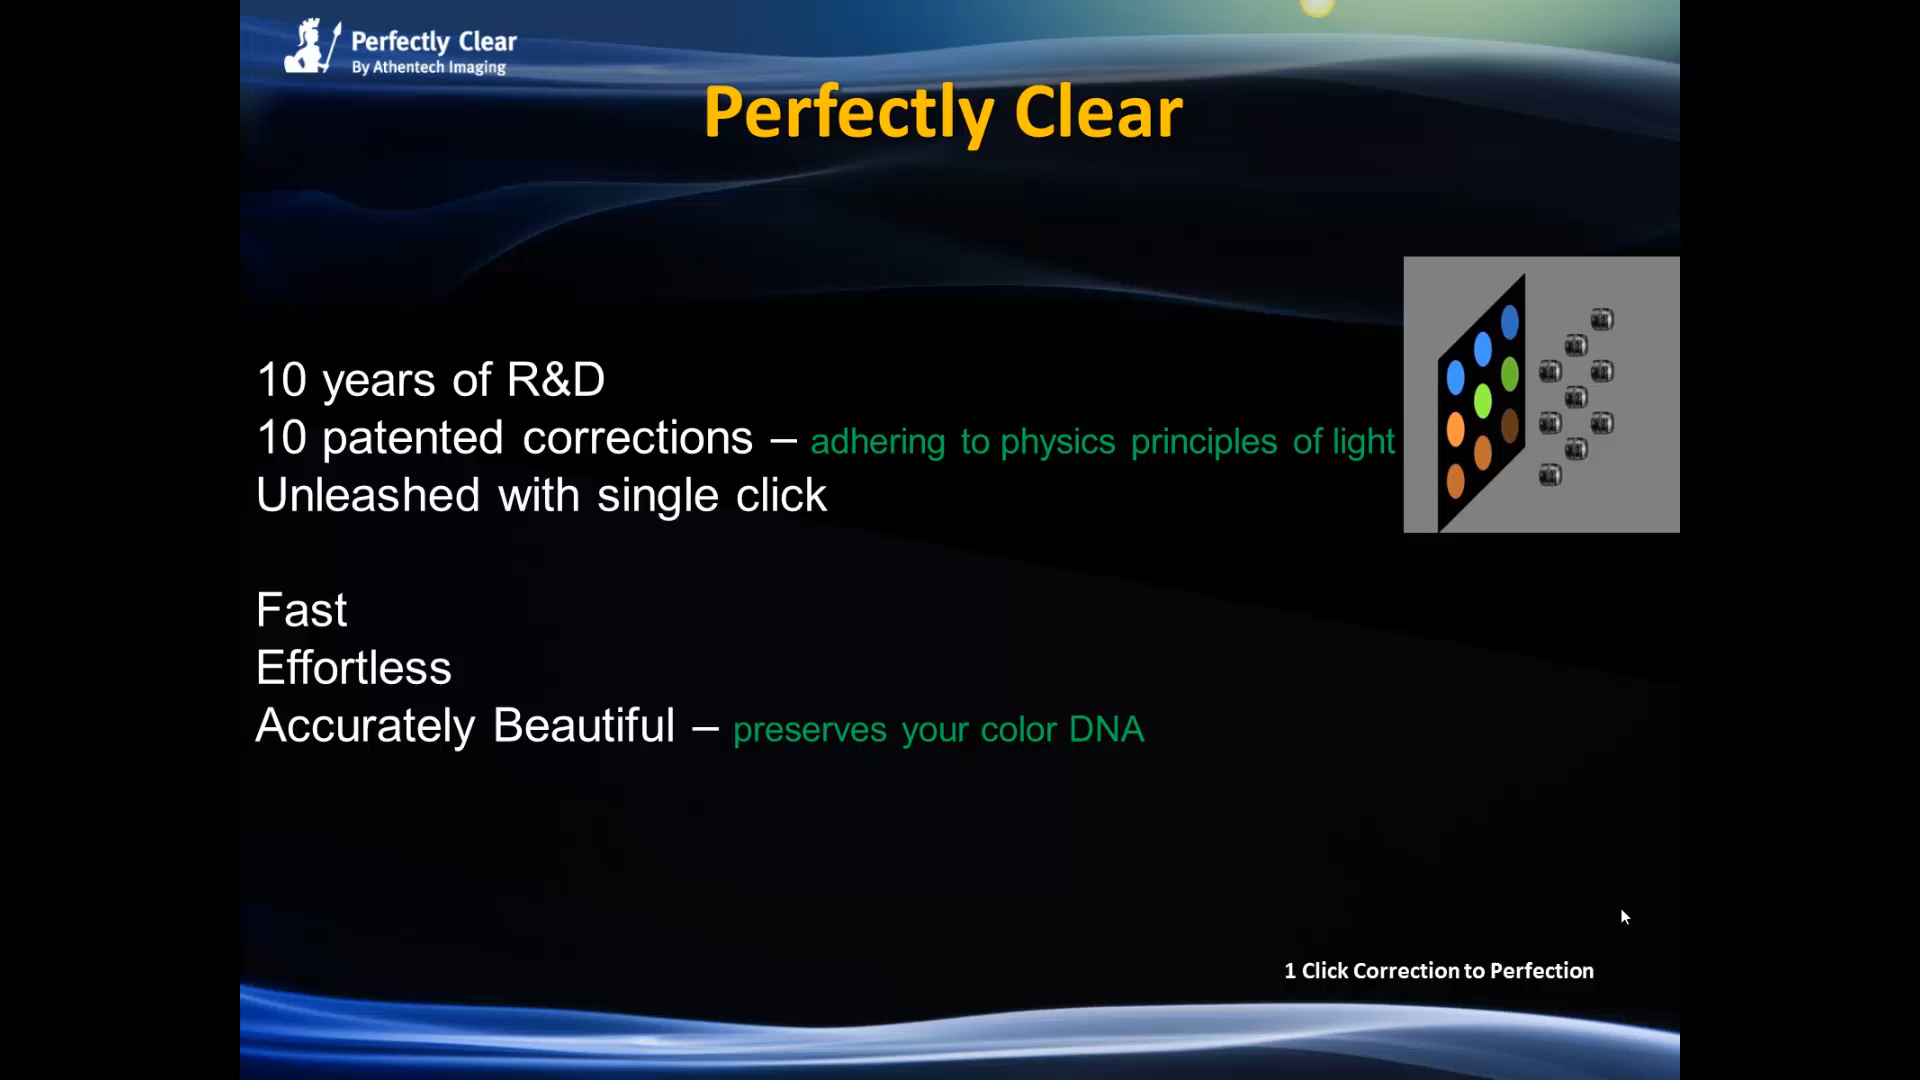 Perfectly Clear
By Athentech Imaging
Perfectly Clear
10 years of R&D
10 patented corrections – adhering to physics principles of light
Unleashed with single click
Fast
Effortless
Accurately Beautiful – preserves your color DNA
1 Click Correction to Perfection